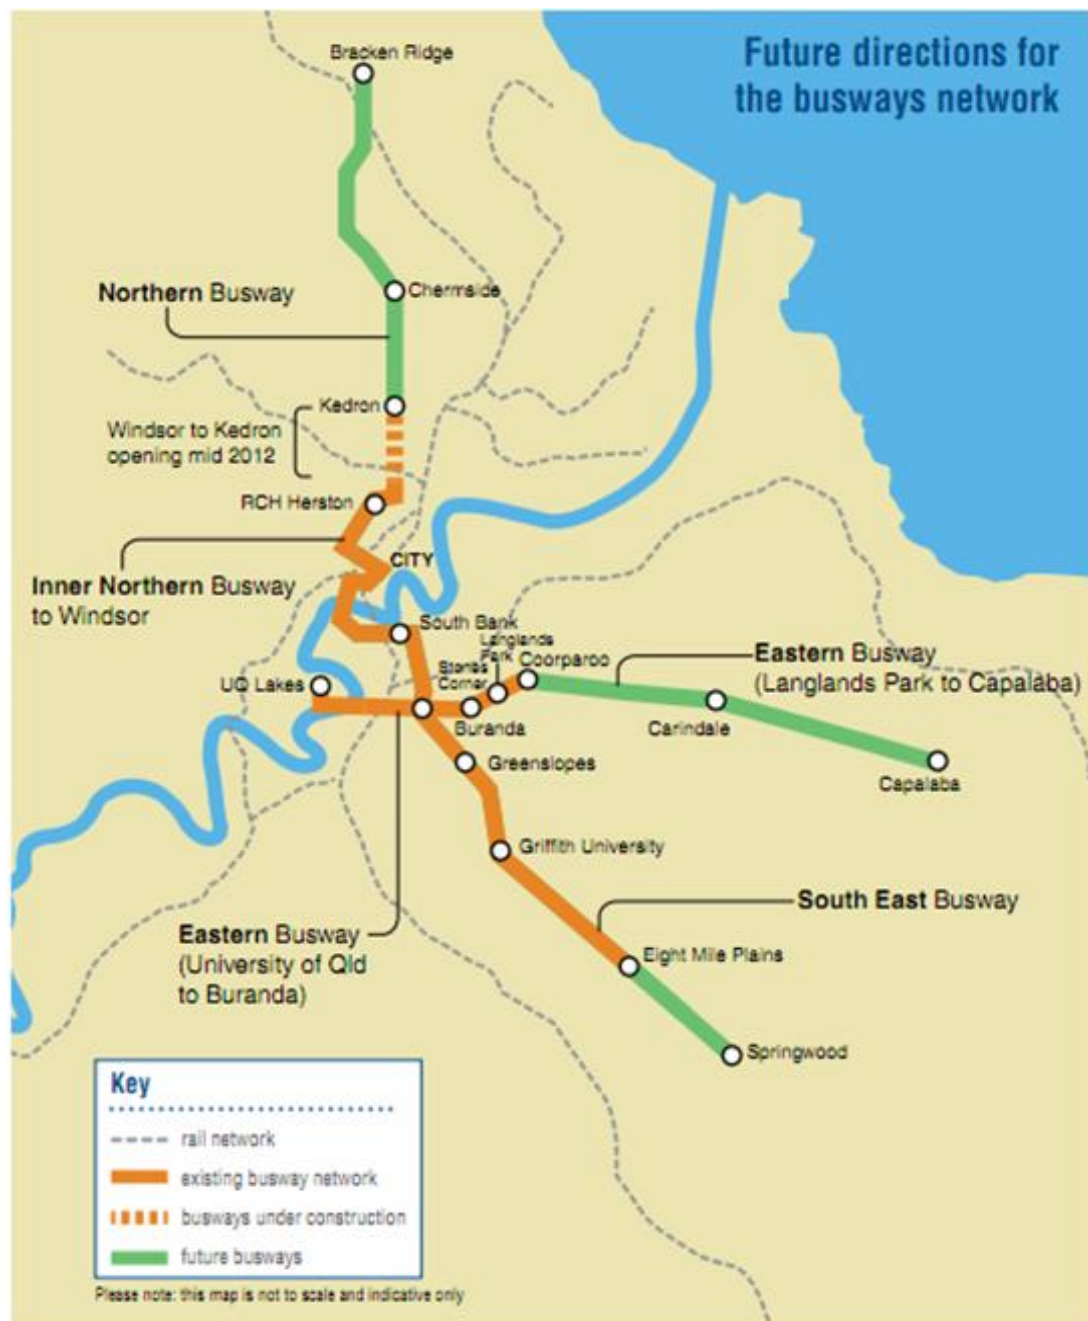 Future directions for
the busways network
Bracken Ridge
Northern Busway
Chermside
Kedron
Windsor to Kedron
opening mid 2012
RCH Herston
CITY
Inner Northern Busway
to Windsor
South Bank
Langlands
Park
Stones
Corner
Coorparoo
Eastern Busway
(Langlands Park to Capalaba)
UQ Lakes
Buranda
Carindale
Greenslopes
Capalaba
Griffith University
South East Busway
Eastern Busway
(University of Qld
to Buranda)
Eight Mile Plains
Springwood
Key
rail network
existing busway network
busways under construction
future busways
Please note: this map is not to scale and indicative only